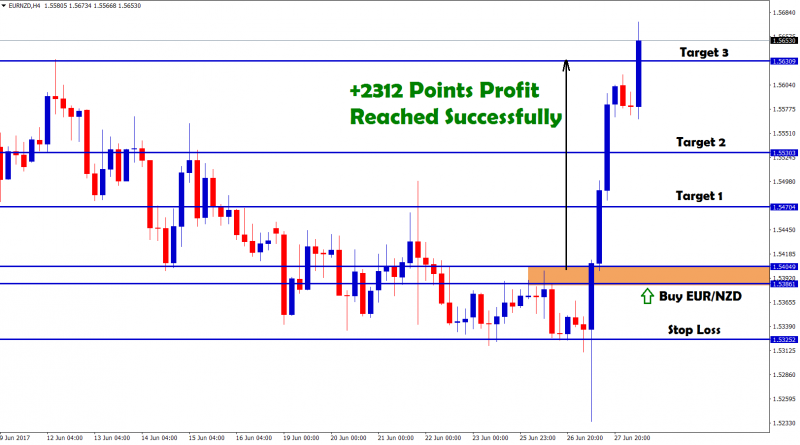 EURNZD,H4 1.55805 1.56734 1.55668 1.56530
1.56840
1.56530
Target 3
1.56309
+2312 Points Profit
1.56040
1.55775
Reached Successfully
1.55510
Target 2
1.55303
1.54980
Target 1
1.54704
1.54450
1.54185
1.54049
1.53920
1.53861
Buy EUR/NZD
1.53655
1.53390
Stop Loss
1.53252
1.53125
1.52860
1.52595
1.52330
9 Jun 2017 12 Jun 04:00 13 Jun 04:00 14 Jun 04:00 15 Jun 04:00 16 Jun 04:00 19 Jun 00:00 20 Jun 00:00 21 Jun 00:00 22 Jun 00:00 23 Jun 00:00 25 Jun 23:00 26 Jun 20:00 27 Jun 20:00